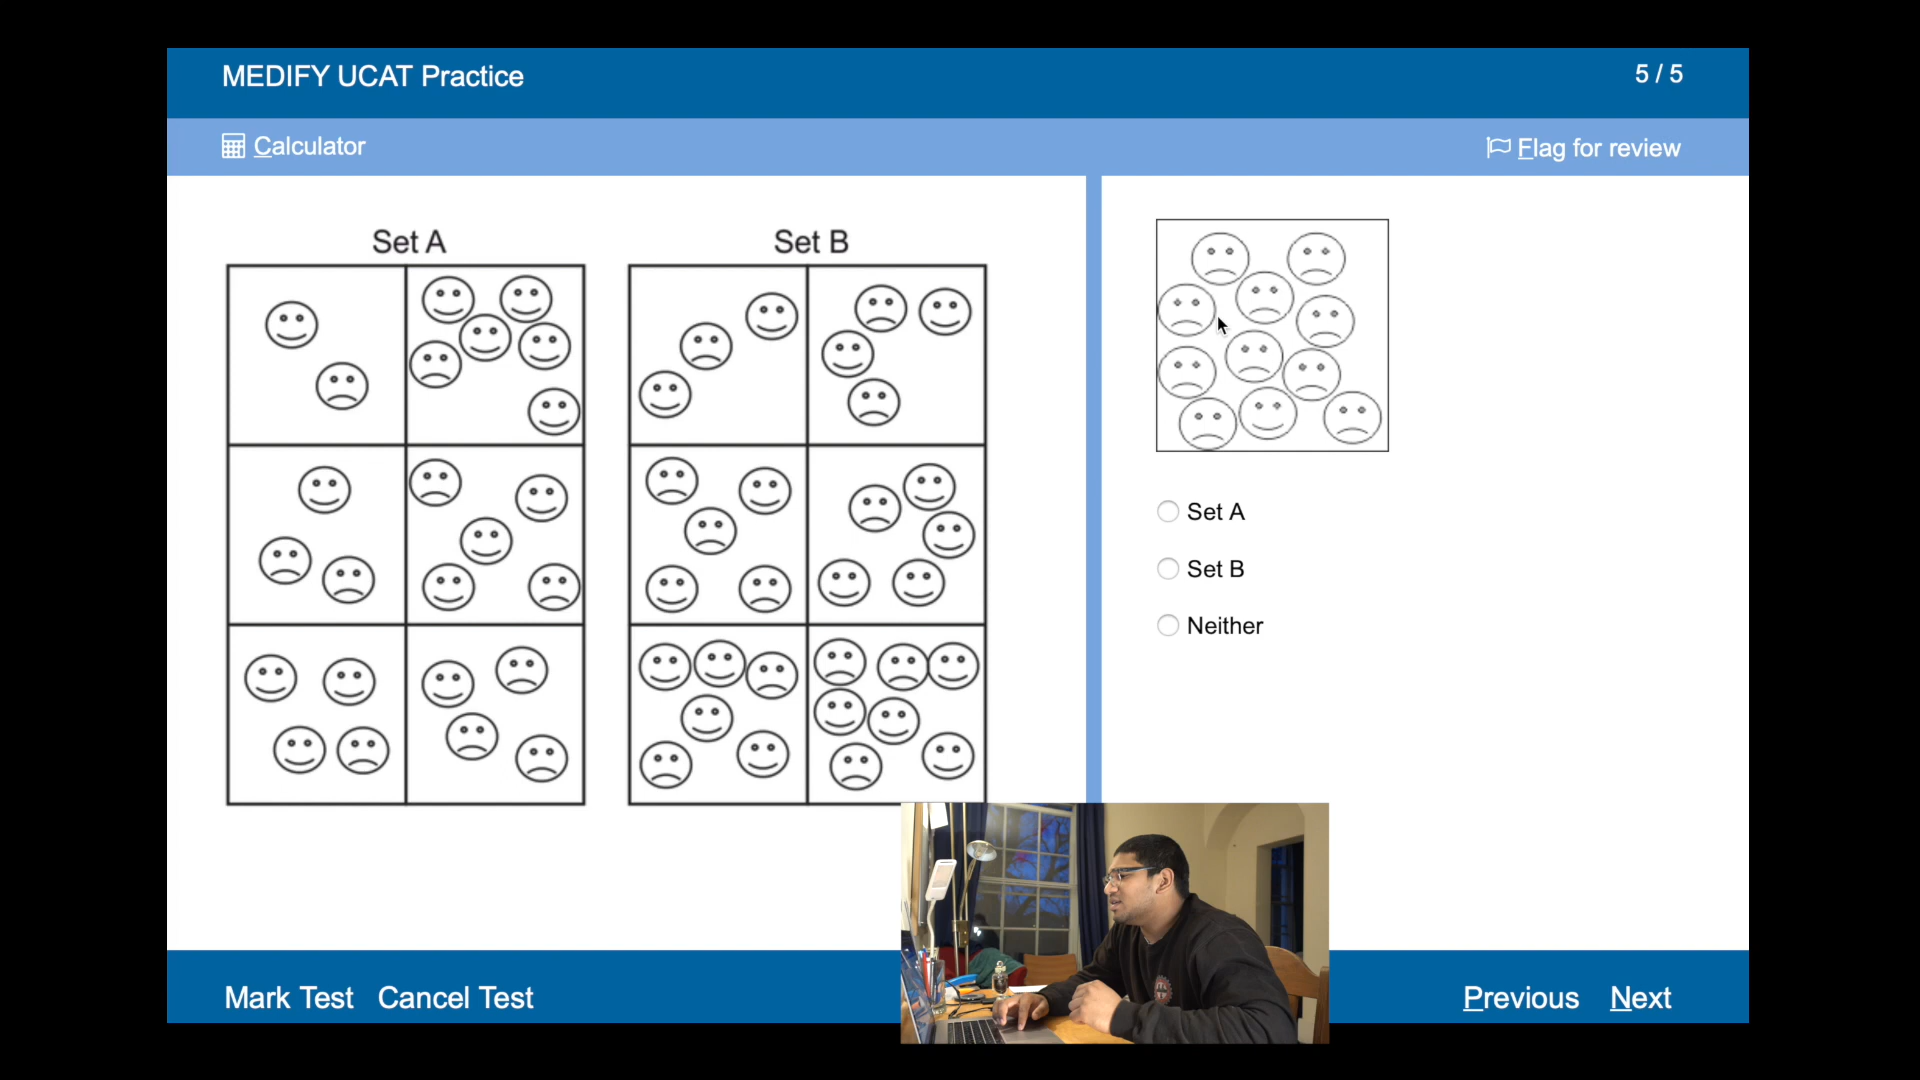 MEDIFY UCAT Practice
5 / 5
Calculator
Flag for review
Set A
Set B
Set A
Set B
Neither
Mark Test
Cancel Test
Previous
Next